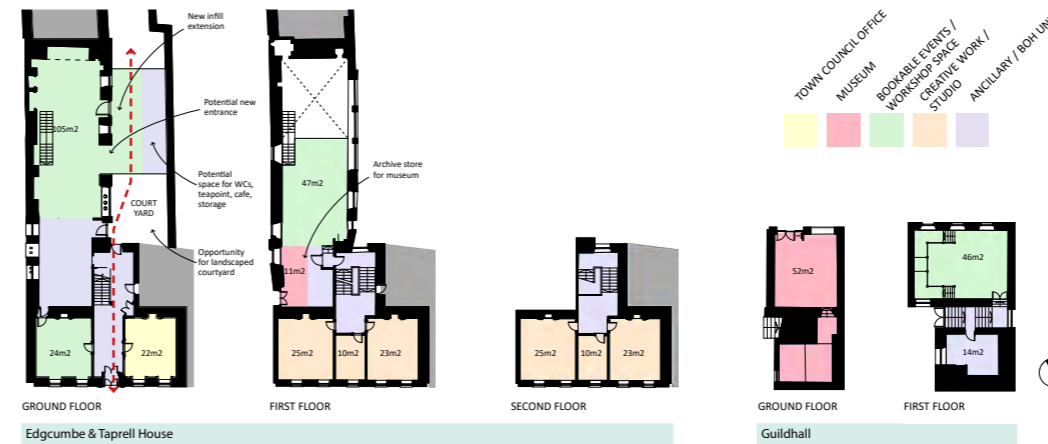 New infill
extension
Potential new
entrance
105m2
Potential
space for WCs,
teapoint, cafe,
storage
COURT
YARD
Opportunity
for landscaped
courtyard
24m2
22m2
GROUND FLOOR
47m2
Archive store
for museum
11m2
25m2
10m2
23m2
FIRST FLOOR
25m2
10m2
23m2
SECOND FLOOR
Edgcumbe & Taprell House
TOWN COUNCIL OFFICE
MUSEUM
BOOKABLE EVENTS /
WORKSHOP SPACE
CREATIVE WORK /
STUDIO
ANCILLARY / BOH
52m2
GROUND FLOOR
46m2
14m2
FIRST FLOOR
Guildhall